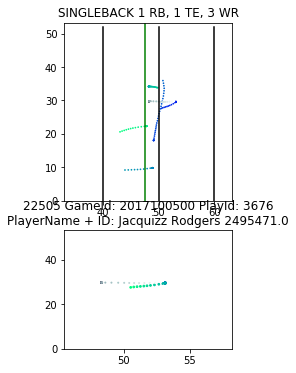 SINGLEBACK 1 RB, 1 TE, 3 WR
50
40
30
20
10
0
40 50 60
22505 GameId: 2017100500 PlayId: 3676
PlayerName + ID: Jacquizz Rodgers 2495471.0
40
20
0
50 55